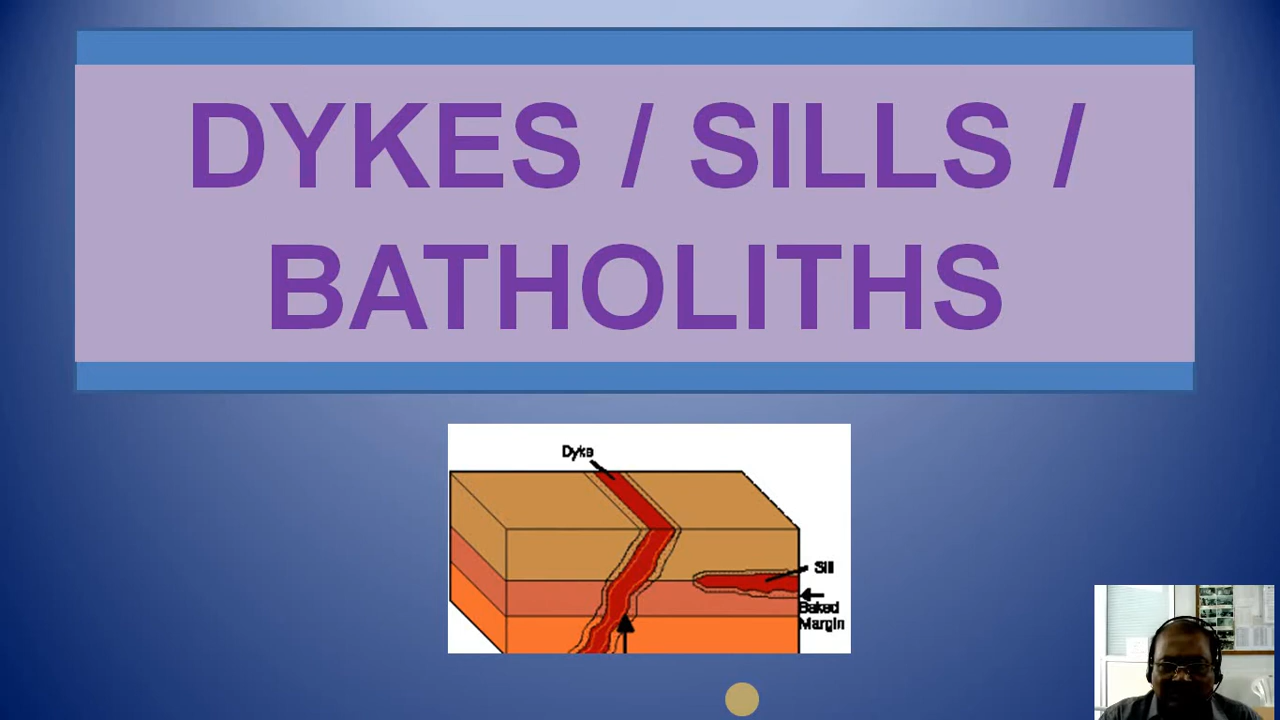 DYKES / SILLS /
BATHOLITHS
Dyke
Sill
Baked
Margin